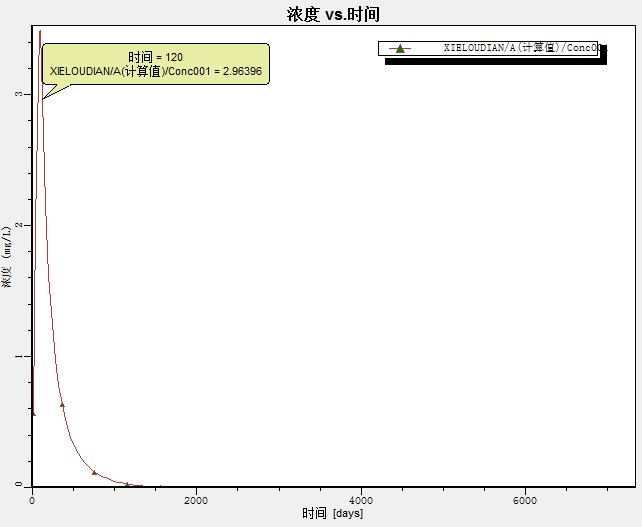 浓度 vs.时间
XIELOUDIAN/A(计算值)/Conc001
时间 = 120
XIELOUDIAN/A(计算值)/Conc001 = 2.96396
浓度 (mg/L)
3
2
1
0
0
2000
4000
6000
时间 [days]